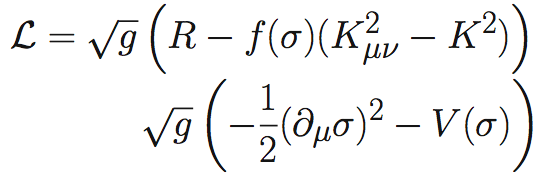 ℒ = √g ( R − f(σ)(K²_μν − K²) )
√g ( −1/2 (∂_μσ)² − V(σ) )